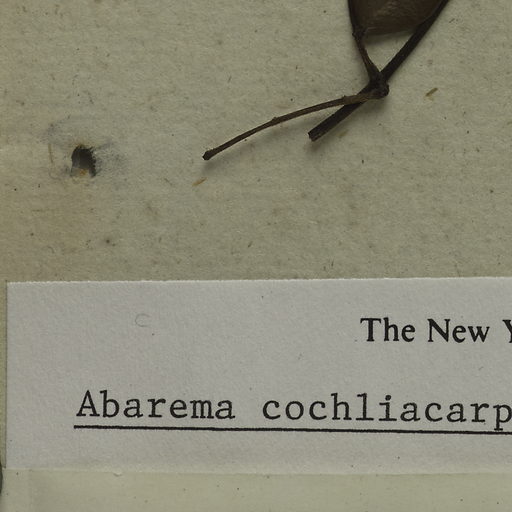 The New Y
Abarema cochliacarp